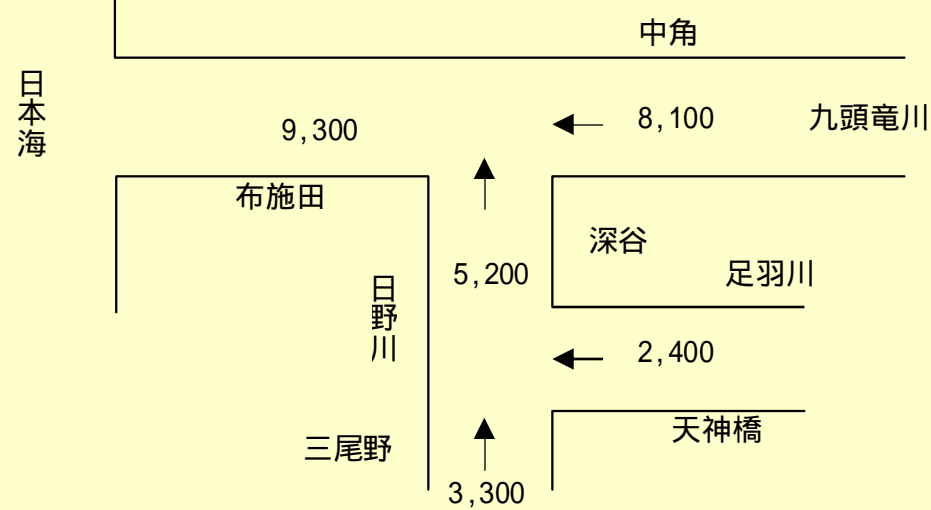 中角
日本海
9,300
8,100
九頭竜川
布施田
深谷
日野川
5,200
足羽川
2,400
三尾野
天神橋
3,300